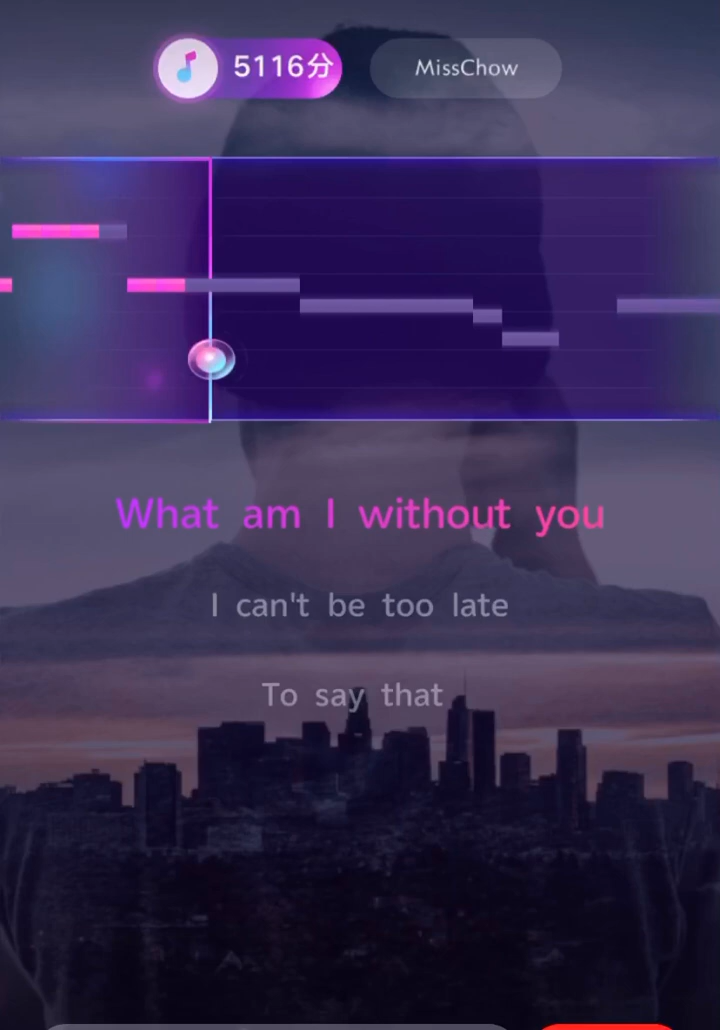 5116分
MissChow
What am I without you
I can't be too late
To say that